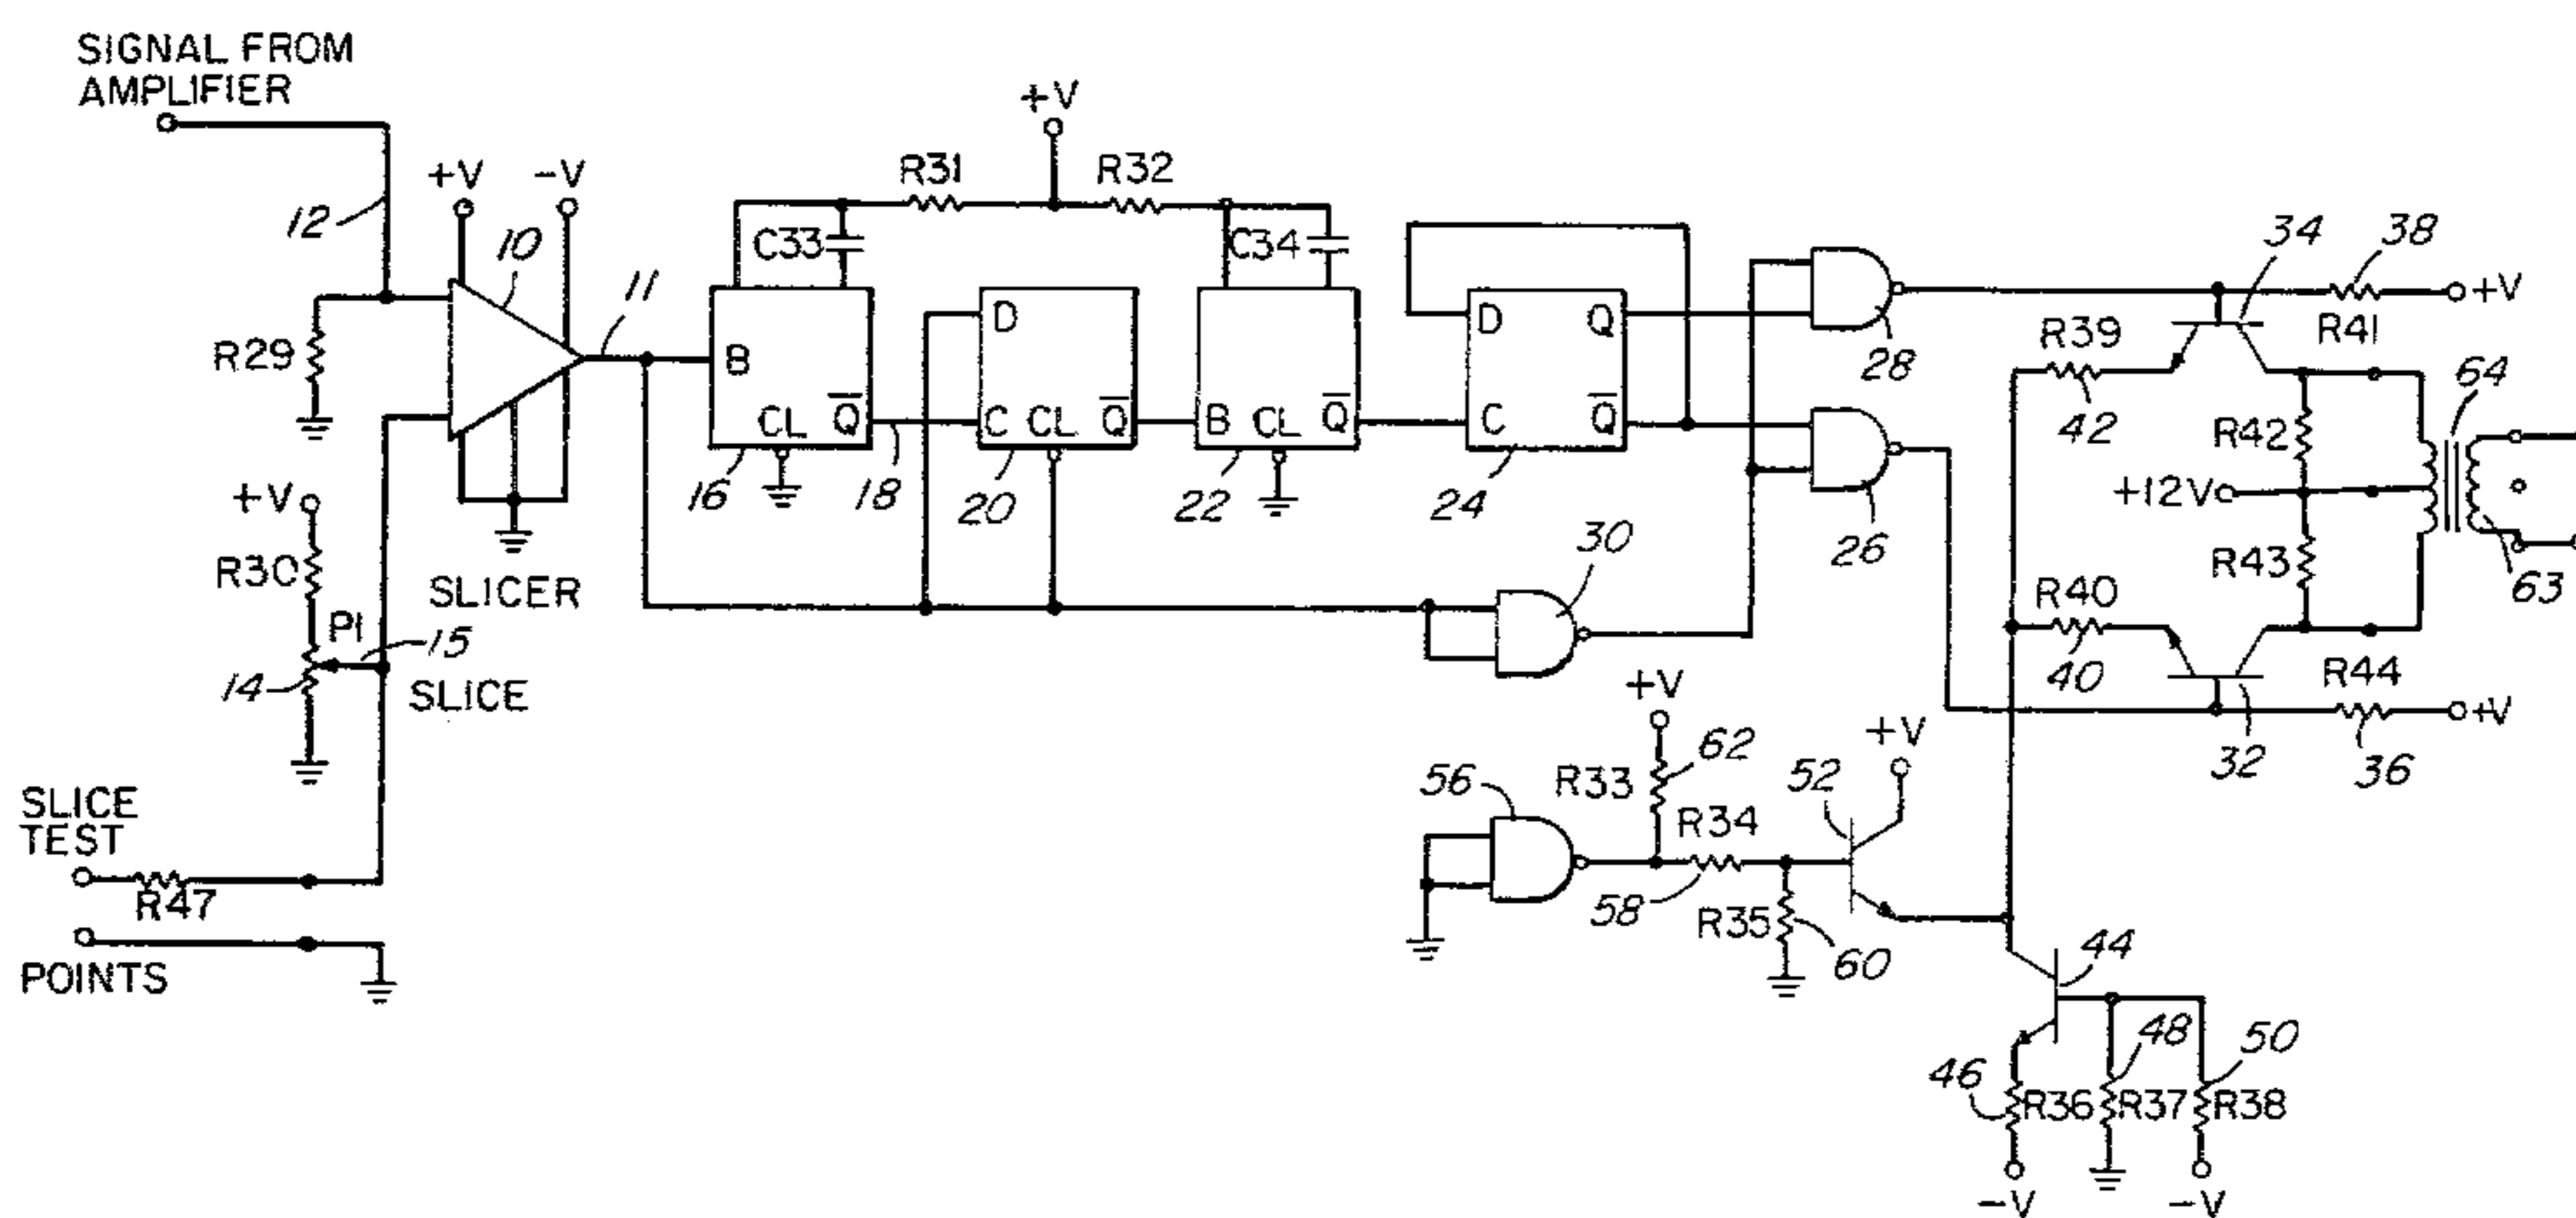 SIGNAL FROM
AMPLIFIER
12
+V
-V
10
11
R29
+V
R30
P1
15
14
SLICER
SLICE
SLICE
TEST
R47
POINTS
+V
R31
R32
C33
C34
B
CL
Q
16
18
D
C
CL
Q
20
B
CL
Q
22
D
Q
C
Q
24
28
26
30
34
38
+V
R41
R39
42
R42
64
+12V
R43
63
R40
40
R44
+V
32
36
+V
62
R33
56
R34
58
R35
60
52
+V
44
46
R36
48
R37
50
R38
-V
-V